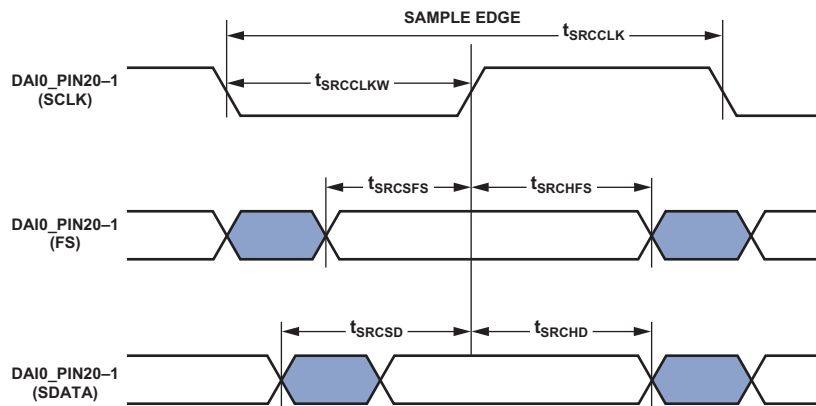 SAMPLE EDGE
tSRCCLK
DAI0_PIN20–1
(SCLK)
tSRCCLKW
tSRCSFS
tSRCHFS
DAI0_PIN20–1
(FS)
tSRCSD
tSRCHD
DAI0_PIN20–1
(SDATA)